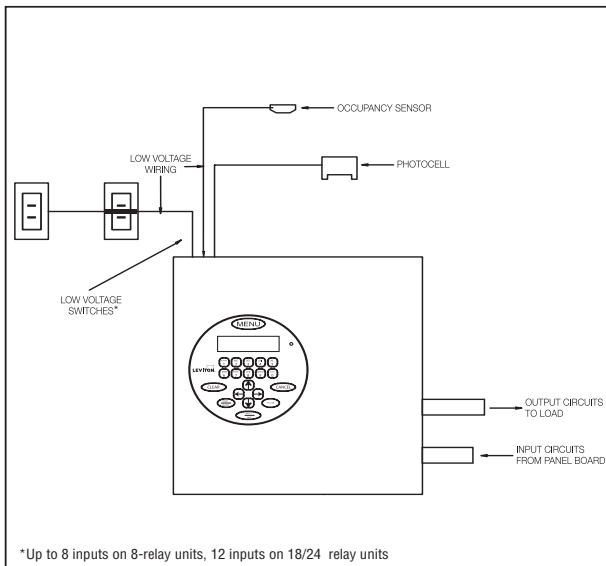 OCCUPANCY SENSOR
LOW VOLTAGE
WIRING
PHOTOCELL
LOW VOLTAGE
SWITCHES*
MENU
LEVITON
CLEAR
CANCEL
OUTPUT CIRCUITS
TO LOAD
INPUT CIRCUITS
FROM PANEL BOARD
*Up to 8 inputs on 8-relay units, 12 inputs on 18/24 relay units